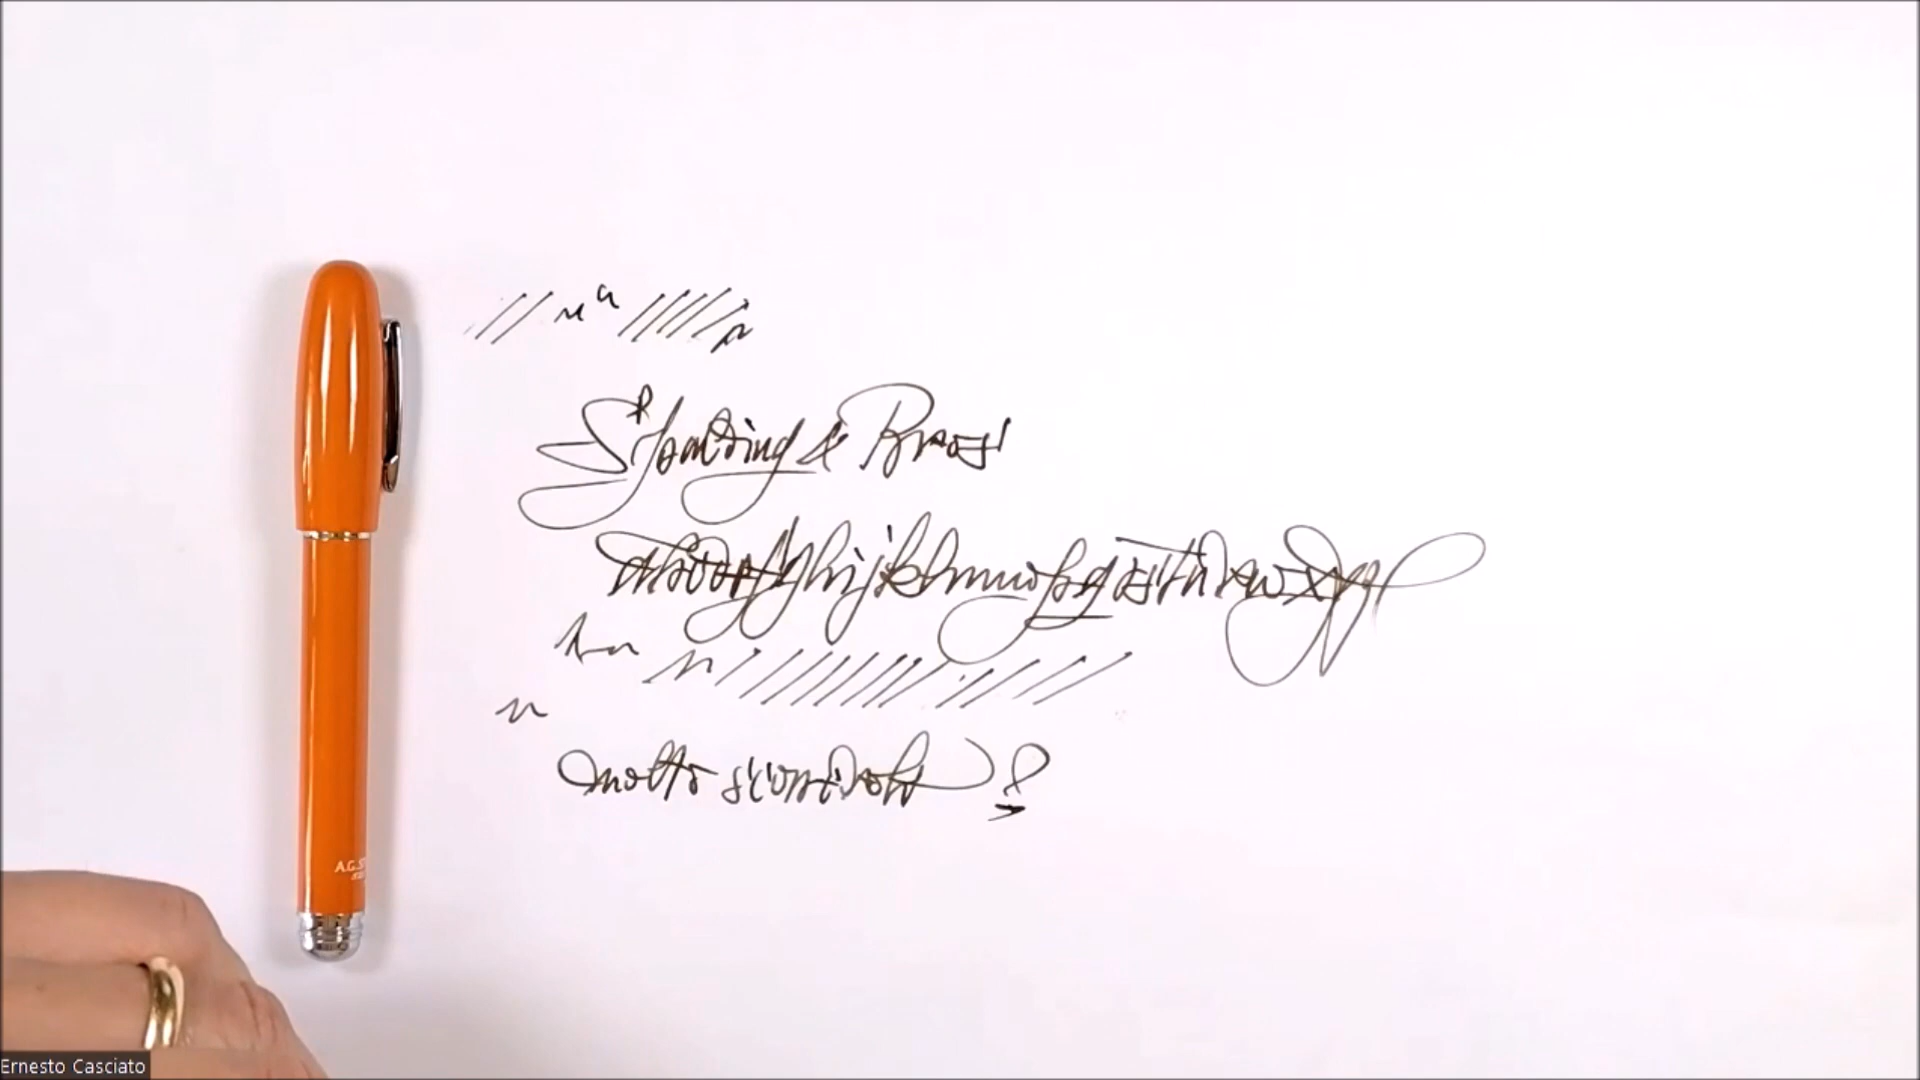 Spalding & Bros
abcdefghijklmnopqrstuvwxyz
molto scorrevole
A.G.S
Ernesto Casciato